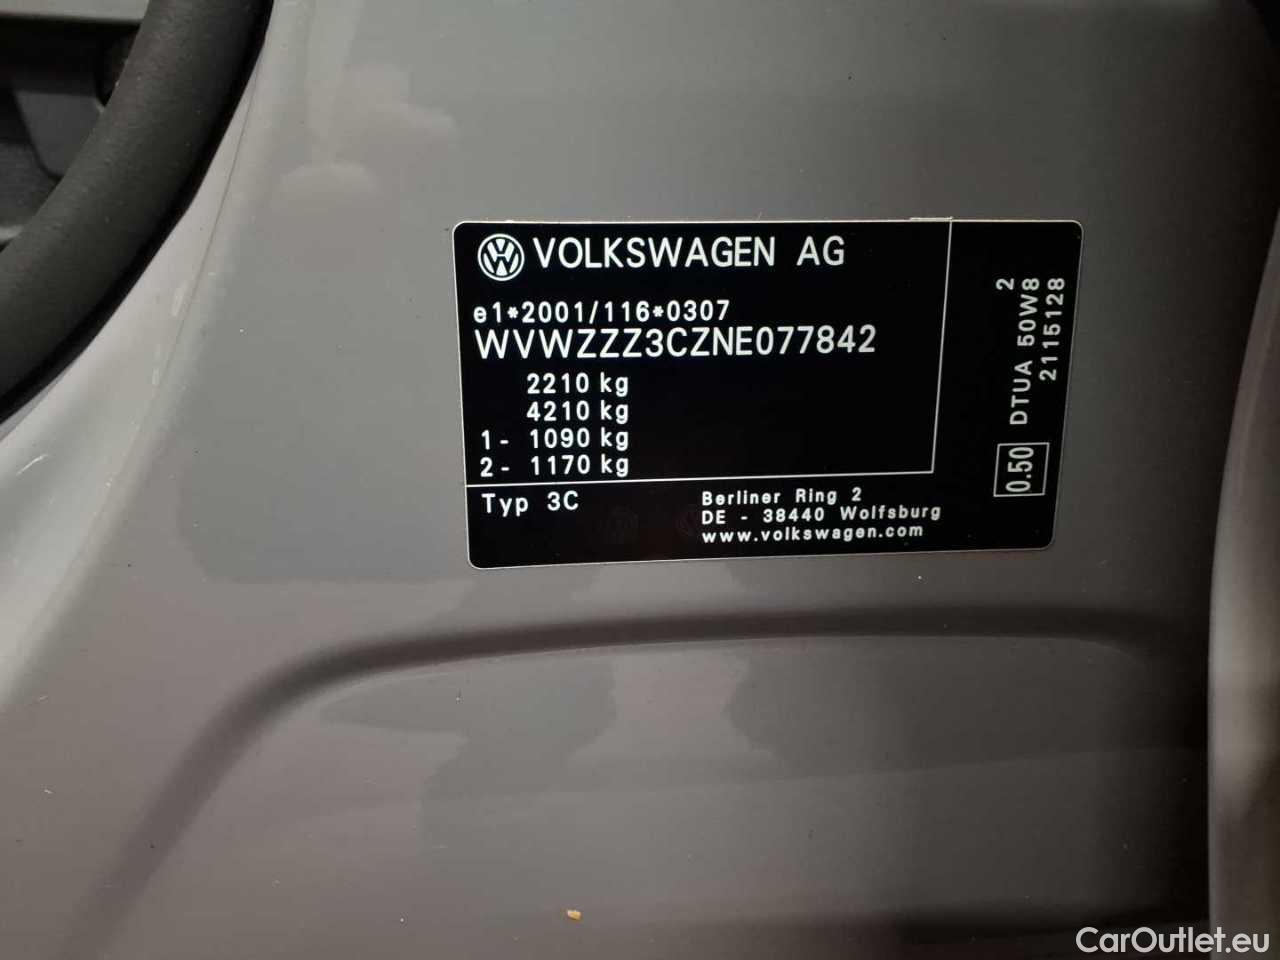 VOLKSWAGEN AG
e1*2001/116*0307
WVWZZZ3CZNE077842
2210 kg
4210 kg
1- 1090 kg
2- 1170 kg
Typ 3C
Berliner Ring 2
DE - 38440 Wolfsburg
www.volkswagen.com
2
0.50 DTUA 50W8
2115128
CarOutlet.eu